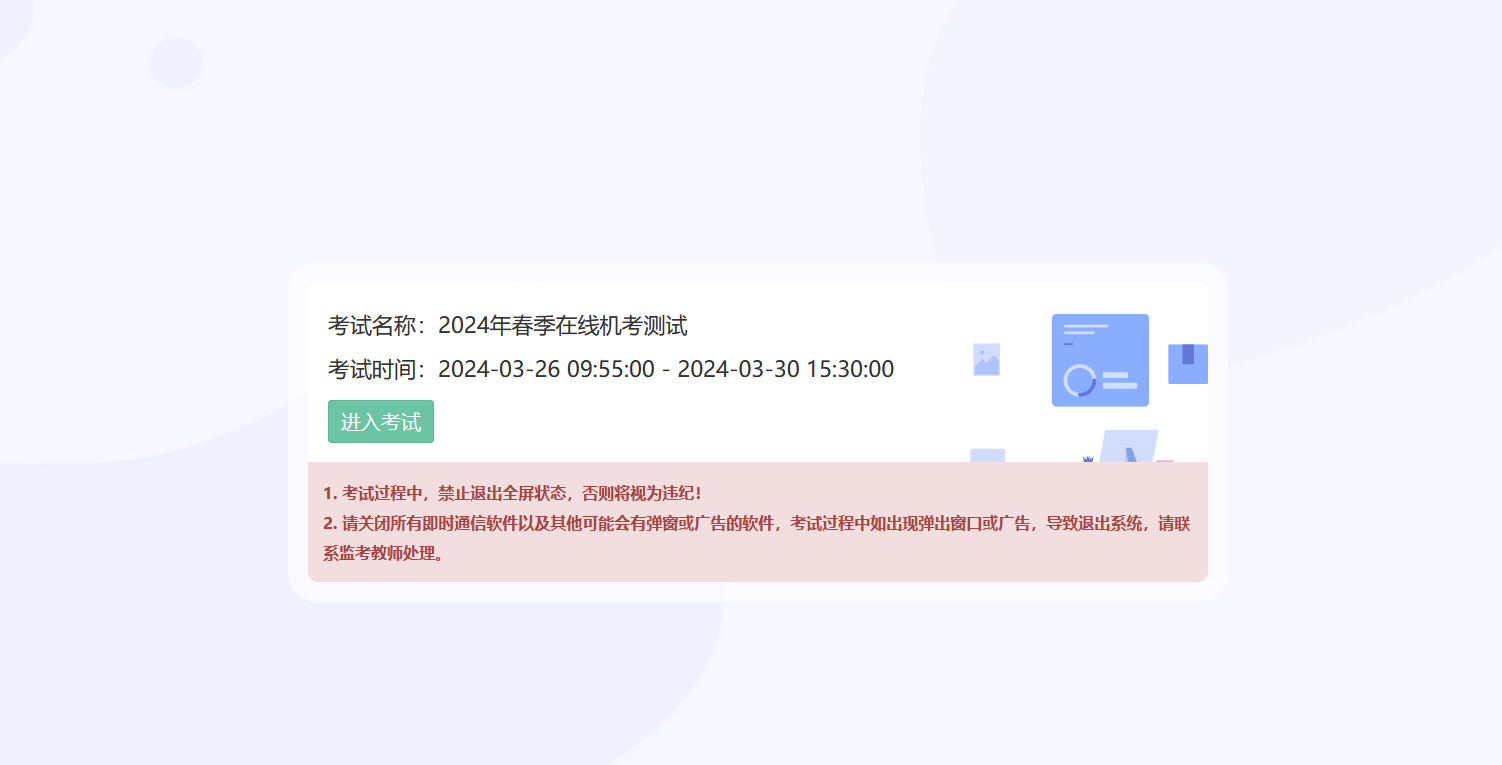 考试名称：2024年春季在线机考测试
考试时间：2024-03-26 09:55:00 - 2024-03-30 15:30:00
进入考试
1. 考试过程中，禁止退出全屏状态，否则将视为违纪！
2. 请关闭所有即时通信软件以及其他可能会有弹窗或广告的软件，考试过程中如出现弹出窗口或广告，导致退出系统，请联
系监考教师处理。